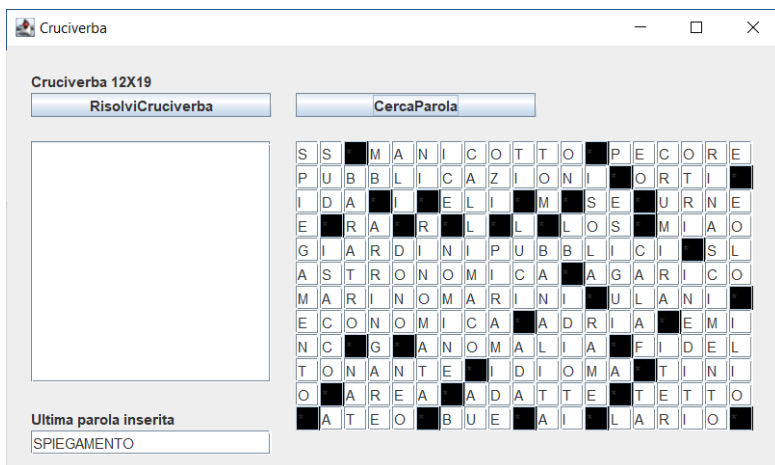 Cruciverba
Cruciverba 12X19
RisolviCruciverba CercaParola
S S * M A N I C O T T O * P E C O R E
P U B B L I C A Z I O N I * O R T I *
I D A * I * E L I * M * S E * U R N E
E * R A * R * L * L * L O S * M I A O
G I A R D I N I P U B B L I C I * S L
A S T R O N O M I C A * A G A R I C O
M A R I N O M A R I N I * U L A N I *
E C O N O M I C A * A D R I A * E M I
N C * G * A N O M A L I A * F I D E L
T O N A N T E * I D I O M A * T I N I
O * A R E A * A D A T T E * T E T T O
* A T E O * B U E * A I * L A R I O *
Ultima parola inserita
SPIEGAMENTO